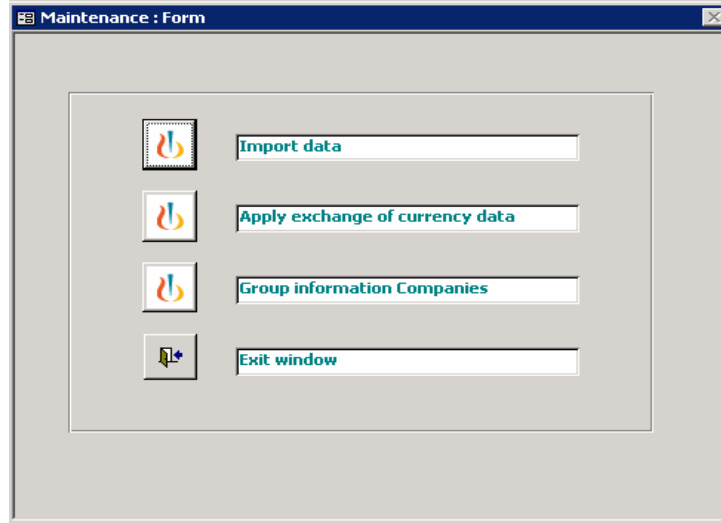 Maintenance : Form
Import data
Apply exchange of currency data
Group information Companies
Exit window